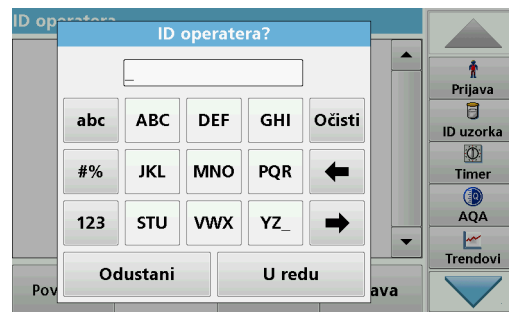 ID operatera
ID operatera?
_
abc ABC DEF GHI Očisti
#% JKL MNO PQR
123 STU VWX YZ_
Odustani U redu
Pov ava
Prijava
ID uzorka
Timer
AQA
Trendovi